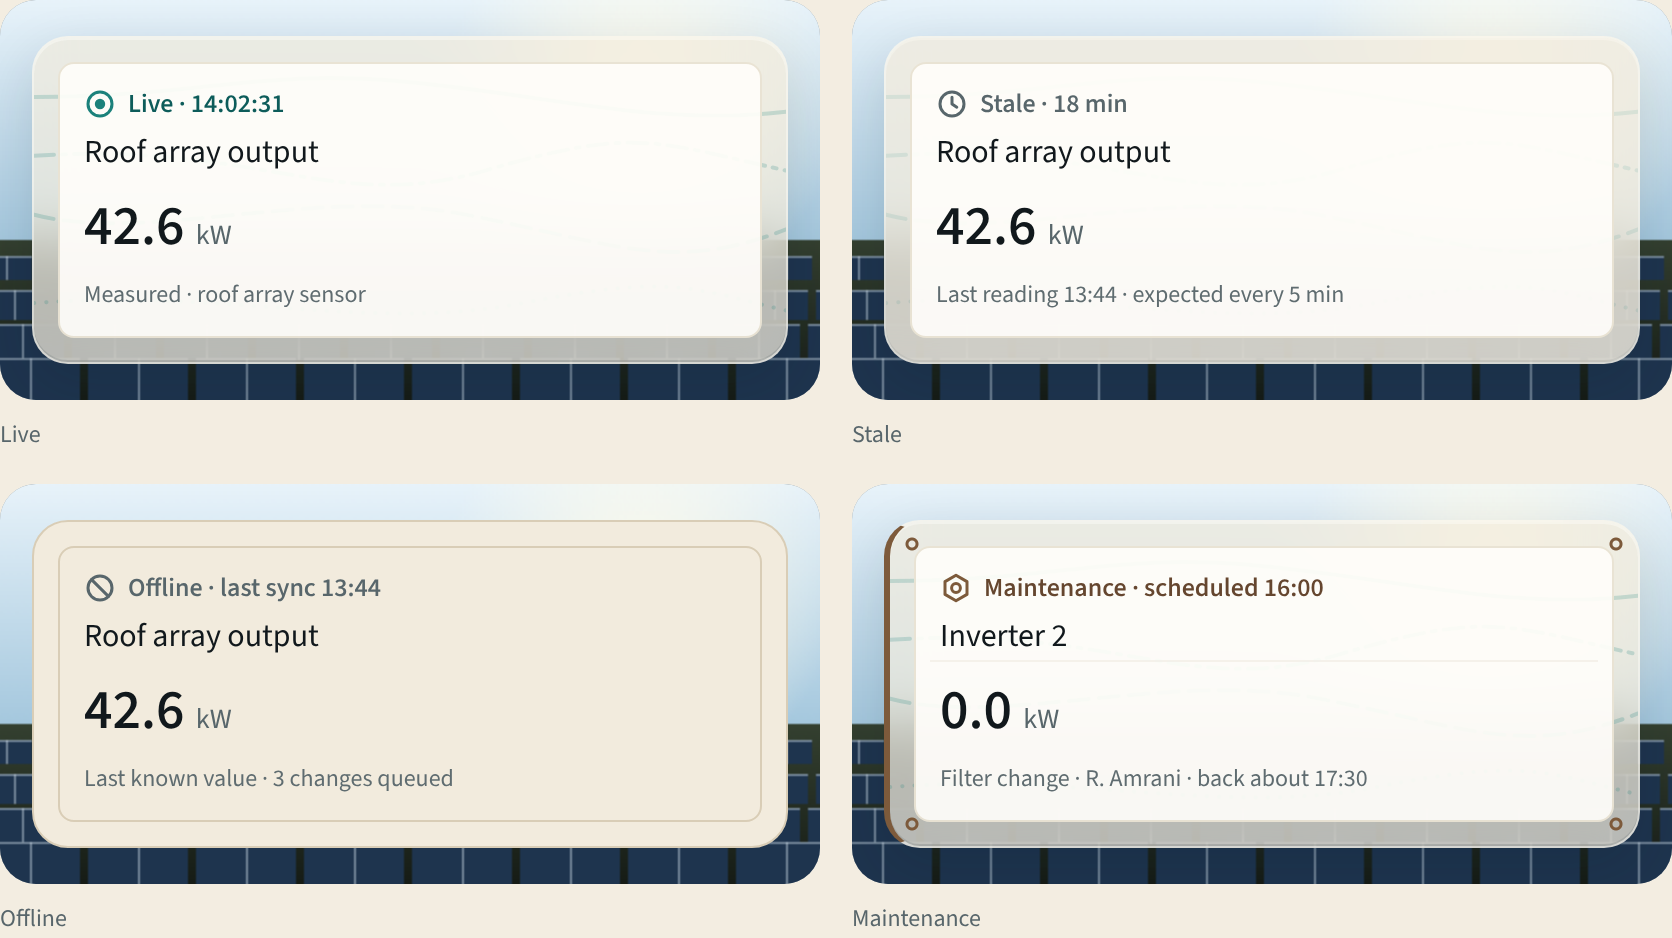 Live · 14:02:31
Roof array output
42.6 kW
Measured · roof array sensor
Live
Stale · 18 min
Roof array output
42.6 kW
Last reading 13:44 · expected every 5 min
Stale
Offline · last sync 13:44
Roof array output
42.6 kW
Last known value · 3 changes queued
Offline
Maintenance · scheduled 16:00
Inverter 2
0.0 kW
Filter change · R. Amrani · back about 17:30
Maintenance